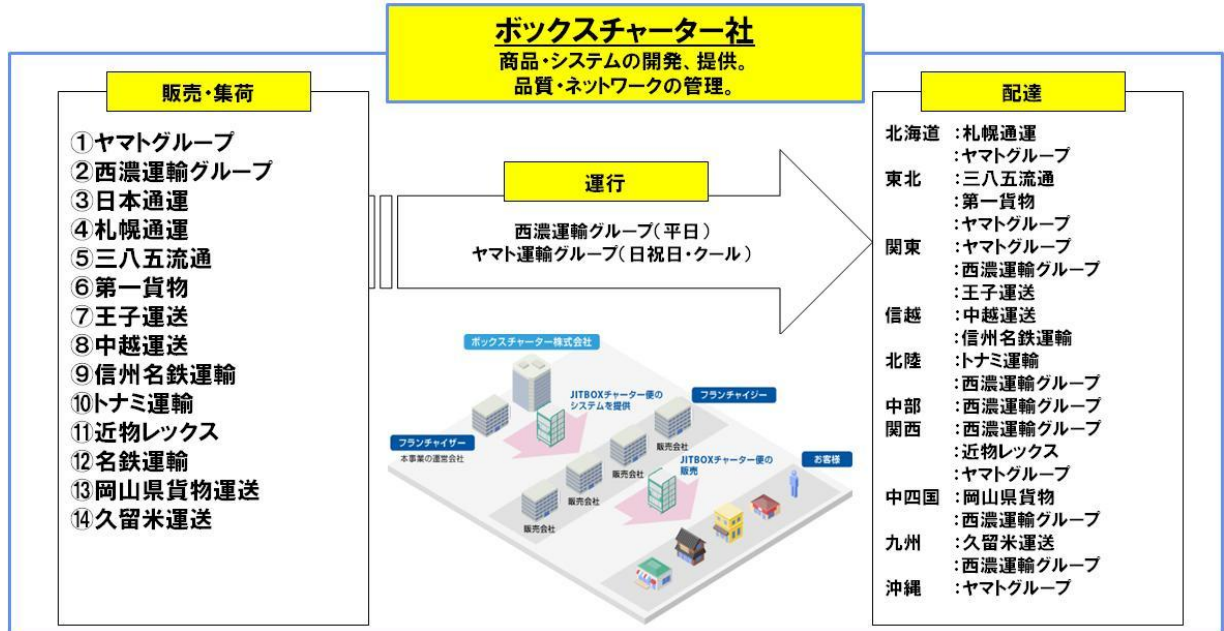 ボックスチャーター社
商品・システムの開発、提供。
品質・ネットワークの管理。
販売・集荷
①ヤマトグループ
②西濃運輸グループ
③日本通運
④札幌通運
⑤三八五流通
⑥第一貨物
⑦王子運送
⑧中越運送
⑨信州名鉄運輸
⑩トナミ運輸
⑪近物レックス
⑫名鉄運輸
⑬岡山県貨物運送
⑭久留米運送
運行
西濃運輸グループ(平日)
ヤマト運輸グループ(日祝日・クール)
ボックスチャーター株式会社
JITBOXチャーター便の
システムを提供
フランチャイジー
フランチャイザー
本事業の運営会社
販売会社
販売会社
販売会社
販売会社
JITBOXチャーター便の
販売
お客様
配達
北海道 :札幌通運
:ヤマトグループ
東北 :三八五流通
:第一貨物
:ヤマトグループ
関東 :ヤマトグループ
:西濃運輸グループ
:王子運送
信越 :中越運送
:信州名鉄運輸
北陸 :トナミ運輸
:西濃運輸グループ
中部 :西濃運輸グループ
関西 :西濃運輸グループ
:近物レックス
:ヤマトグループ
中四国 :岡山県貨物
:西濃運輸グループ
九州 :久留米運送
:西濃運輸グループ
沖縄 :ヤマトグループ